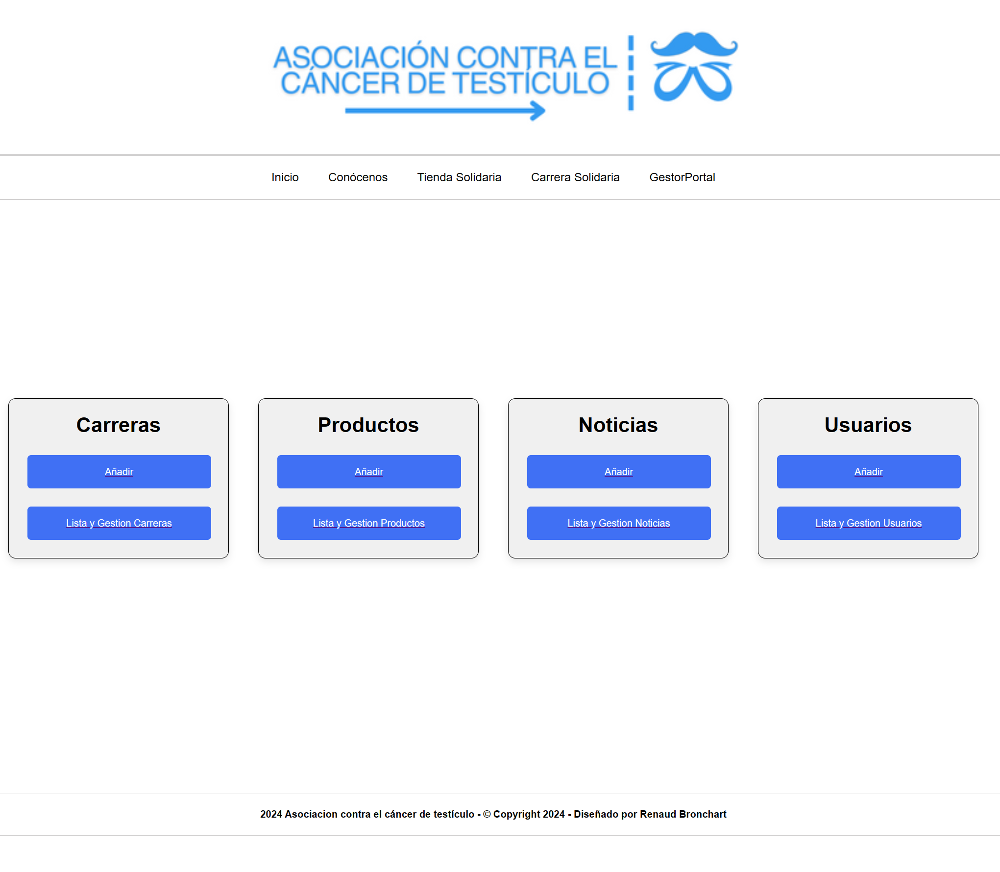 ASOCIACIÓN CONTRA EL
CÁNCER DE TESTÍCULO
Inicio Conócenos Tienda Solidaria Carrera Solidaria GestorPortal
Carreras
Añadir
Lista y Gestion Carreras
Productos
Añadir
Lista y Gestion Productos
Noticias
Añadir
Lista y Gestion Noticias
Usuarios
Añadir
Lista y Gestion Usuarios
2024 Asociacion contra el cáncer de testículo - © Copyright 2024 - Diseñado por Renaud Bronchart